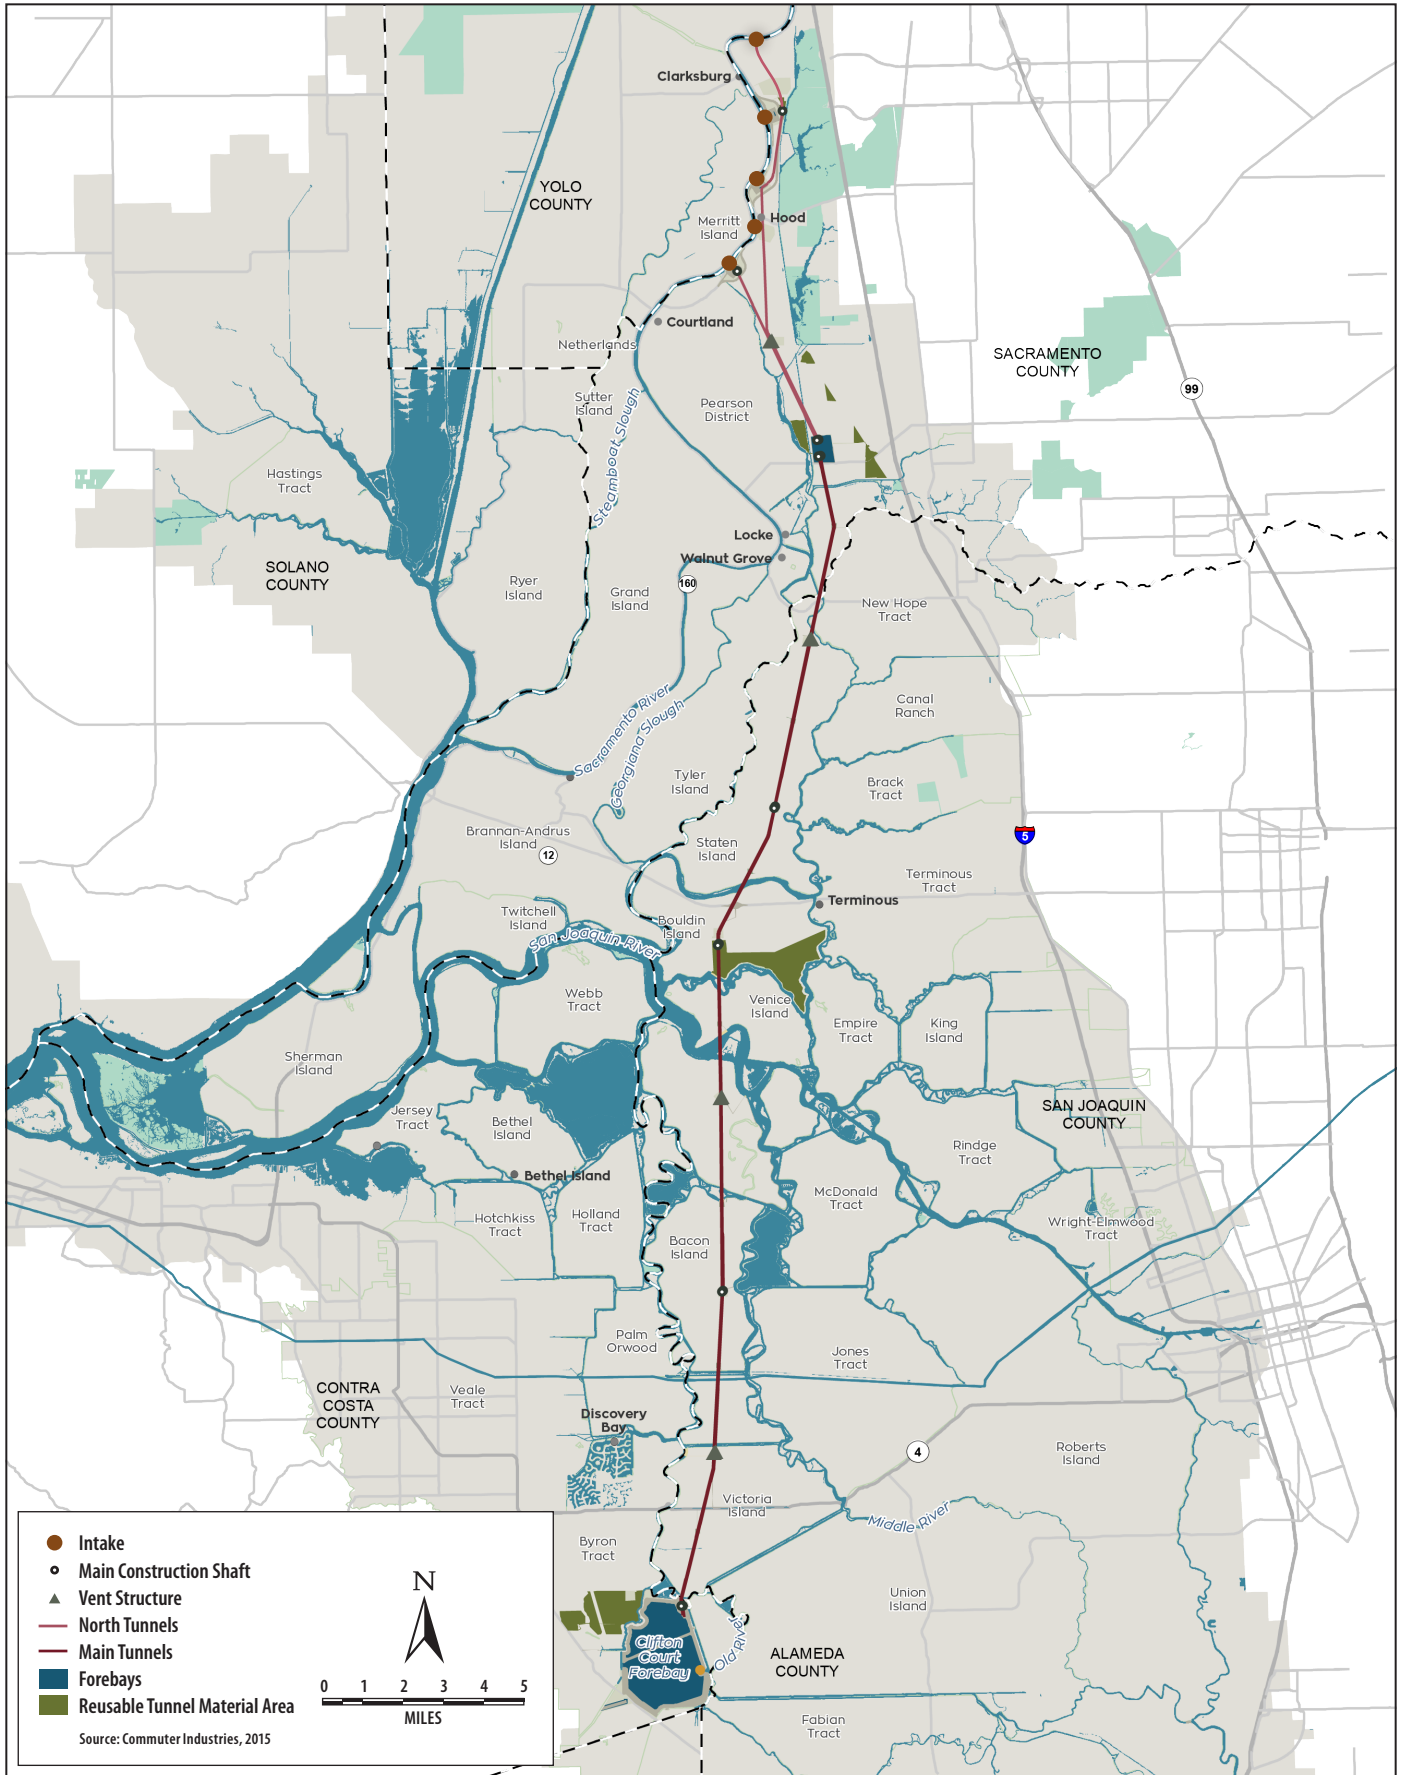 Clarksburg
YOLO
COUNTY
Merritt
Island
Hood
Courtland
Netherlands
SACRAMENTO
COUNTY
99
Sutter
Island
Pearson
District
Steamboat Slough
Hastings
Tract
Locke
Walnut Grove
SOLANO
COUNTY
160
Ryer
Island
Grand
Island
New Hope
Tract
Canal
Ranch
Sacramento River
Georgiana Slough
Tyler
Island
Brack
Tract
Brannan-Andrus
Island
12
Staten
Island
5
Terminous
Tract
Terminous
Twitchell
Island
Bouldin
Island
San Joaquin River
Webb
Tract
Venice
Island
Empire
Tract
King
Island
Sherman
Island
Jersey
Tract
Bethel
Island
SAN JOAQUIN
COUNTY
Rindge
Tract
Bethel Island
McDonald
Tract
Hotchkiss
Tract
Holland
Tract
Wright-Elmwood
Tract
Bacon
Island
Palm
Orwood
Jones
Tract
CONTRA
COSTA
COUNTY
Veale
Tract
Discovery
Bay
4
Roberts
Island
Victoria
Island
Middle River
Byron
Tract
Union
Island
Clifton
Court
Forebay
Old River
ALAMEDA
COUNTY
Fabian
Tract
Intake
Main Construction Shaft
Vent Structure
North Tunnels
Main Tunnels
Forebays
Reusable Tunnel Material Area
Source: Commuter Industries, 2015
N
0 1 2 3 4 5
MILES